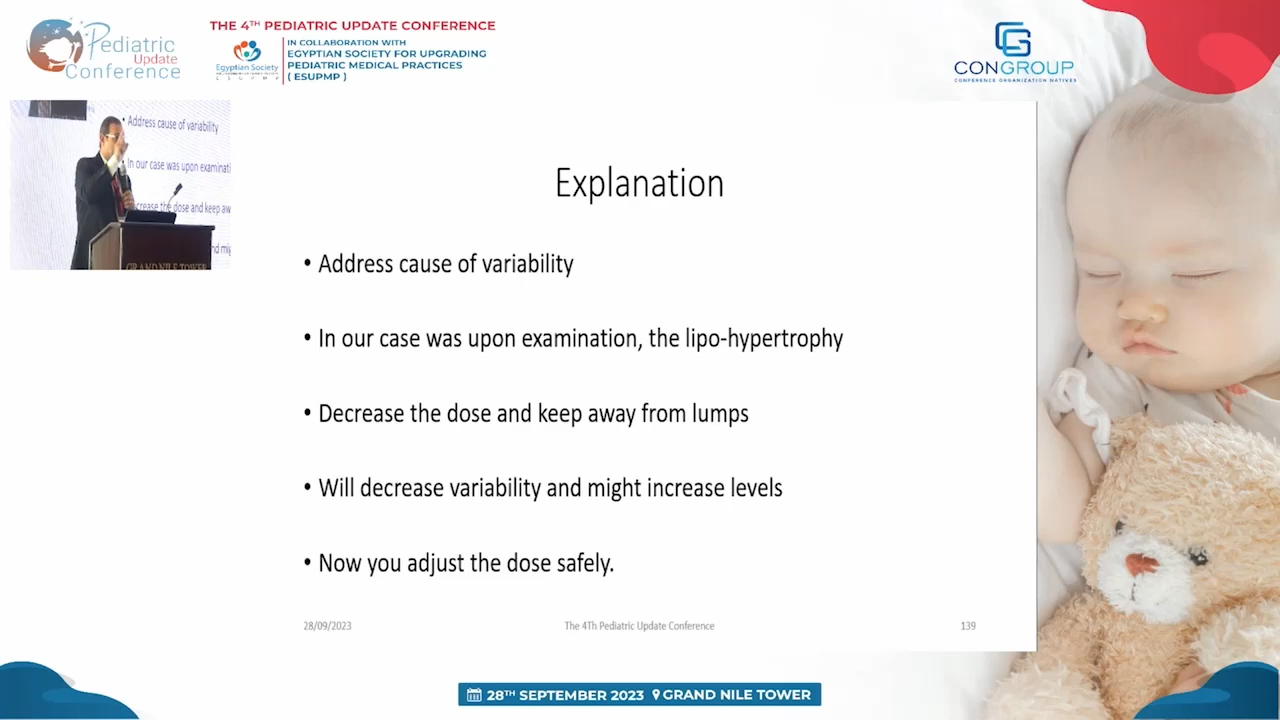 Pediatric
Update
Conference
THE 4TH PEDIATRIC UPDATE CONFERENCE
Egyptian Society
E S U P M P
IN COLLABORATION WITH
EGYPTIAN SOCIETY FOR UPGRADING
PEDIATRIC MEDICAL PRACTICES
( ESUPMP )
CONGROUP
CONFERENCE ORGANIZATION NATIVES
• Address cause of variability
In our case was upon examinati
crease the dose and keep aw
nd mig
GRAND NILE TOWER
Explanation
• Address cause of variability
• In our case was upon examination, the lipo-hypertrophy
• Decrease the dose and keep away from lumps
• Will decrease variability and might increase levels
• Now you adjust the dose safely.
28/09/2023
The 4Th Pediatric Update Conference
139
28TH SEPTEMBER 2023 GRAND NILE TOWER